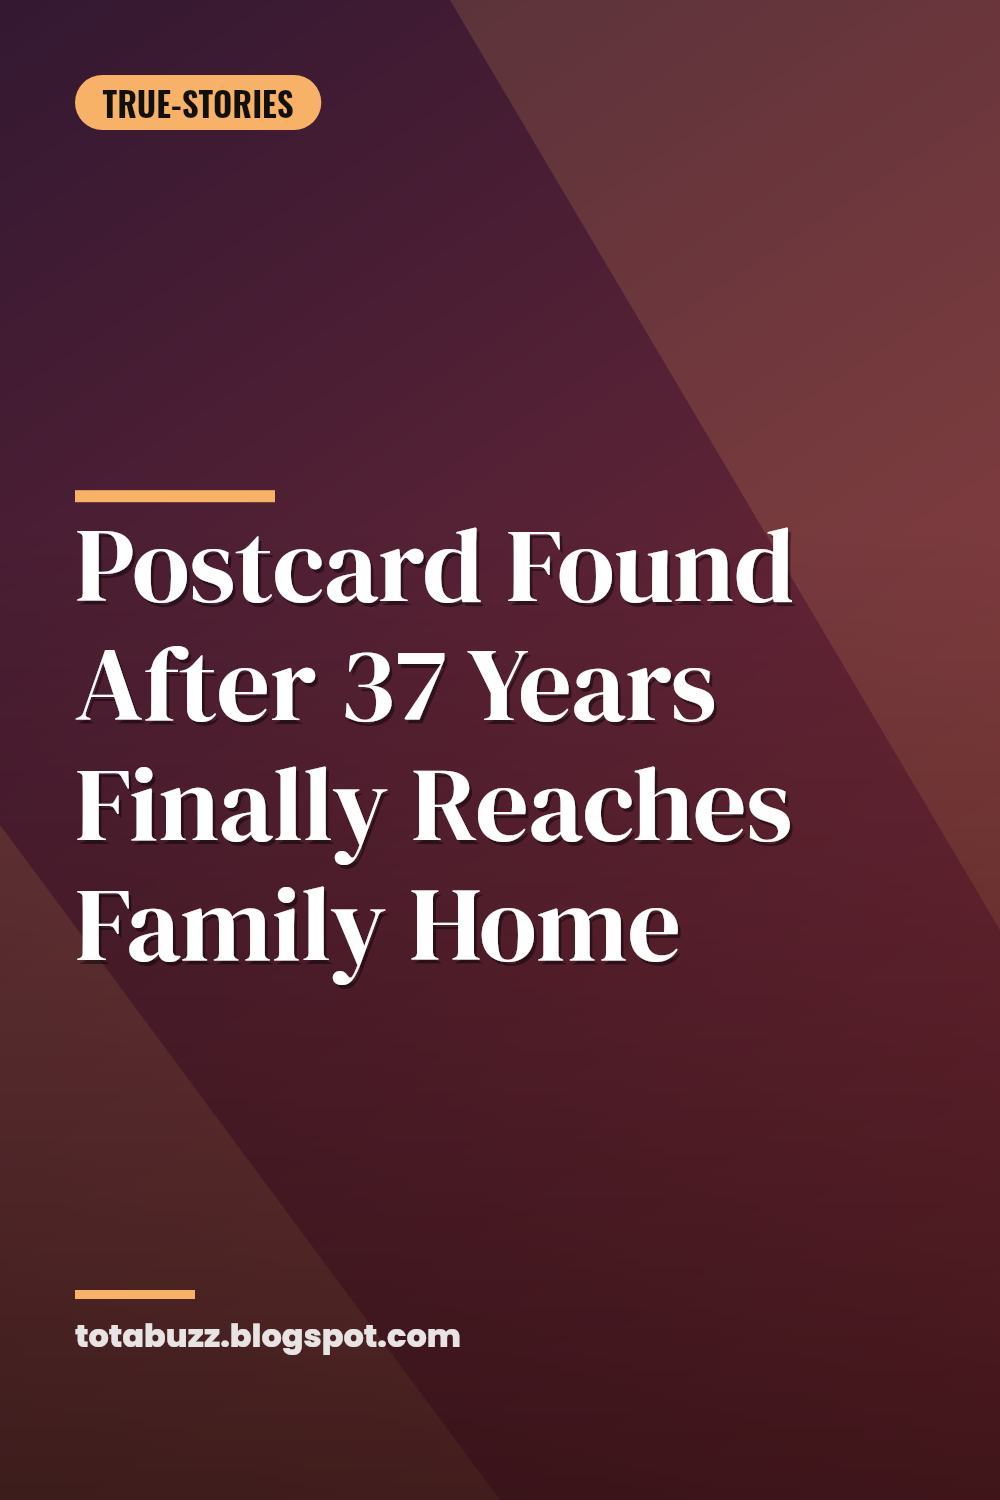 TRUE-STORIES
Postcard Found
After 37 Years
Finally Reaches
Family Home
totabuzz.blogspot.com